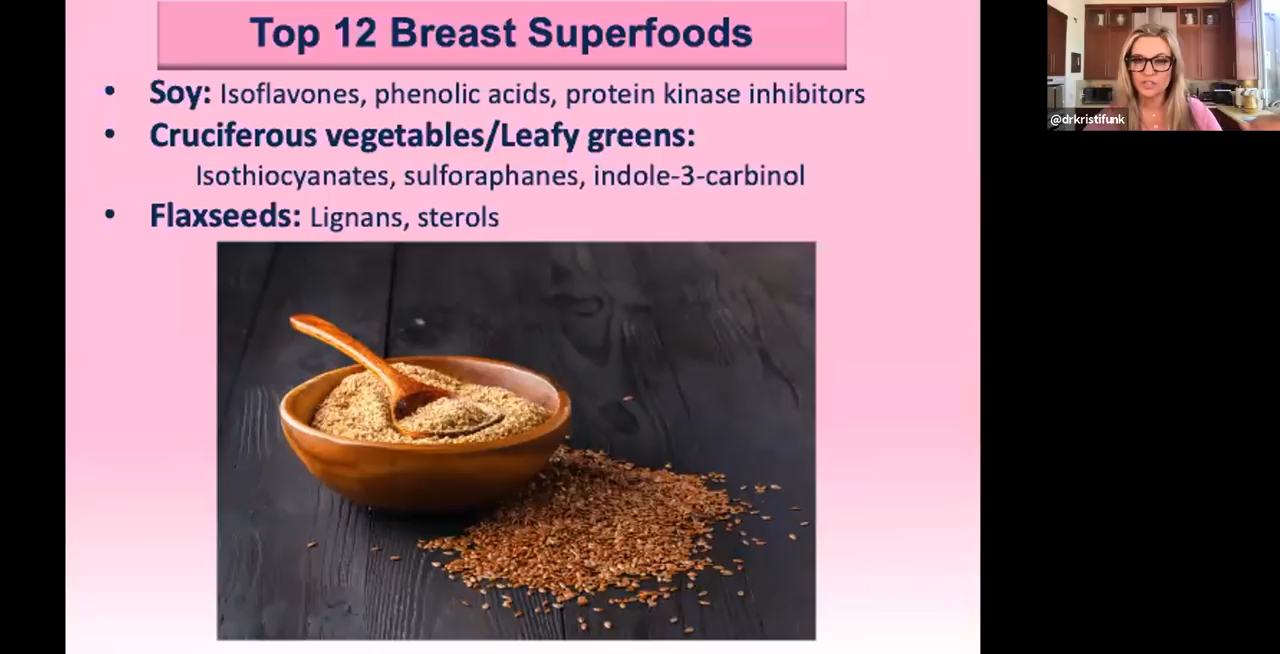 Top 12 Breast Superfoods
• Soy: Isoflavones, phenolic acids, protein kinase inhibitors
• Cruciferous vegetables/Leafy greens:
Isothiocyanates, sulforaphanes, indole-3-carbinol
• Flaxseeds: Lignans, sterols
@drkristifunk